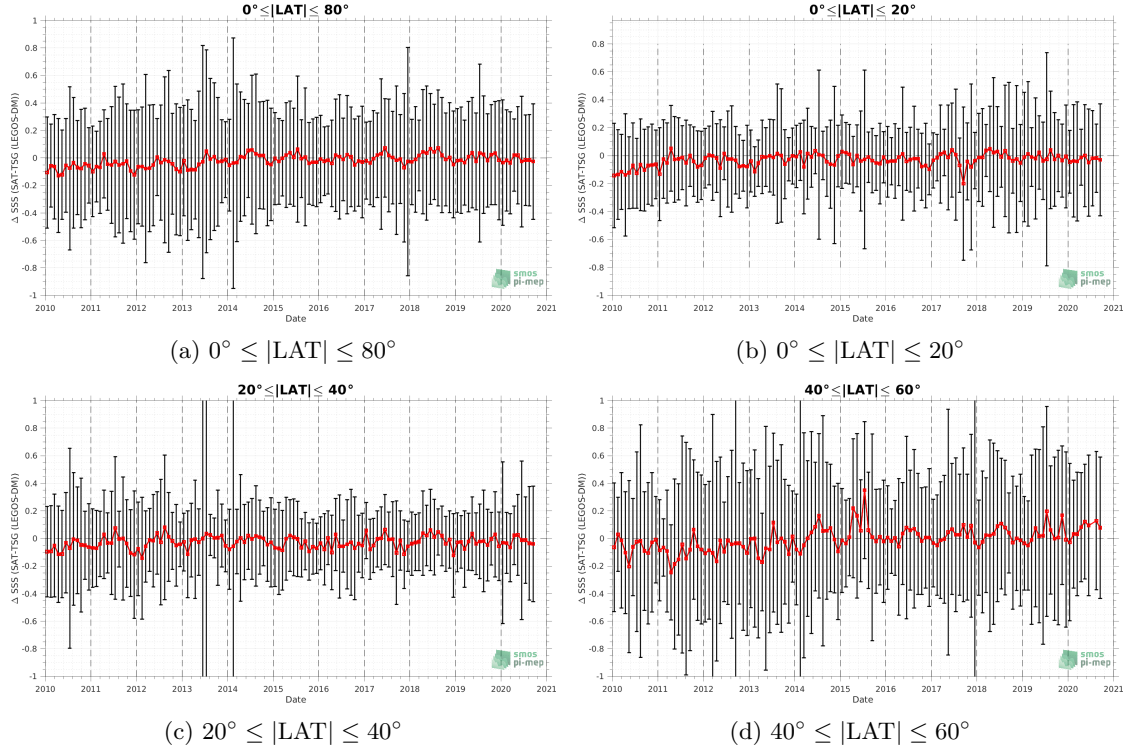 0°≤|LAT|≤ 80°
Δ SSS (SAT-TSG (LEGOS-DM))
1
0.8
0.6
0.4
0.2
0
-0.2
-0.4
-0.6
-0.8
-1
2010 2011 2012 2013 2014 2015 2016 2017 2018 2019 2020 2021
Date
smos
pi-mep
(a) 0° ≤ |LAT| ≤ 80°
0°≤|LAT|≤ 20°
Δ SSS (SAT-TSG (LEGOS-DM))
0.8
0.6
0.4
0.2
0
-0.2
-0.4
-0.6
-0.8
-1
2010 2011 2012 2013 2014 2015 2016 2017 2018 2019 2020 2021
Date
smos
pi-mep
(b) 0° ≤ |LAT| ≤ 20°
20°≤|LAT|≤ 40°
Δ SSS (SAT-TSG (LEGOS-DM))
1
0.8
0.6
0.4
0.2
0
-0.2
-0.4
-0.6
-0.8
-1
2010 2011 2012 2013 2014 2015 2016 2017 2018 2019 2020 2021
Date
smos
pi-mep
(c) 20° ≤ |LAT| ≤ 40°
40°≤|LAT|≤ 60°
Δ SSS (SAT-TSG (LEGOS-DM))
1
0.8
0.6
0.4
0.2
0
-0.2
-0.4
-0.6
-0.8
-1
2010 2011 2012 2013 2014 2015 2016 2017 2018 2019 2020 2021
Date
smos
pi-mep
(d) 40° ≤ |LAT| ≤ 60°